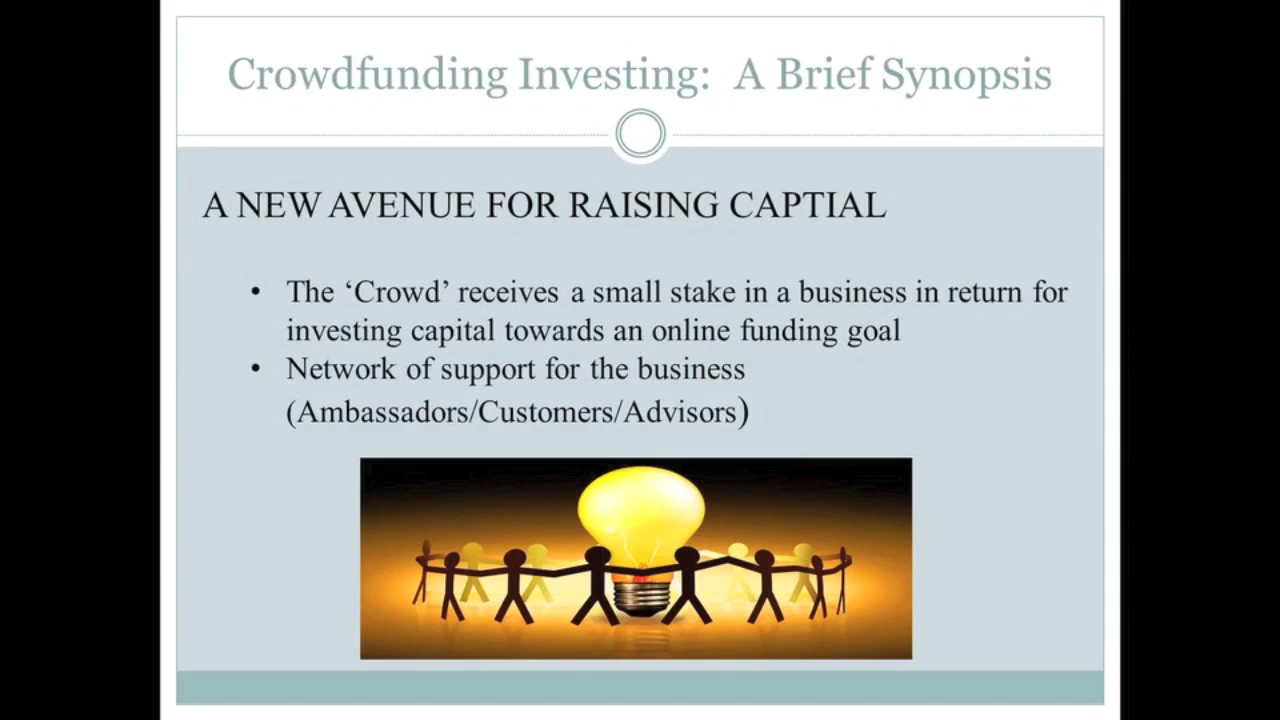 Crowdfunding Investing:  A Brief Synopsis
A NEW AVENUE FOR RAISING CAPTIAL
• The ‘Crowd’ receives a small stake in a business in return for
investing capital towards an online funding goal
• Network of support for the business
(Ambassadors/Customers/Advisors)